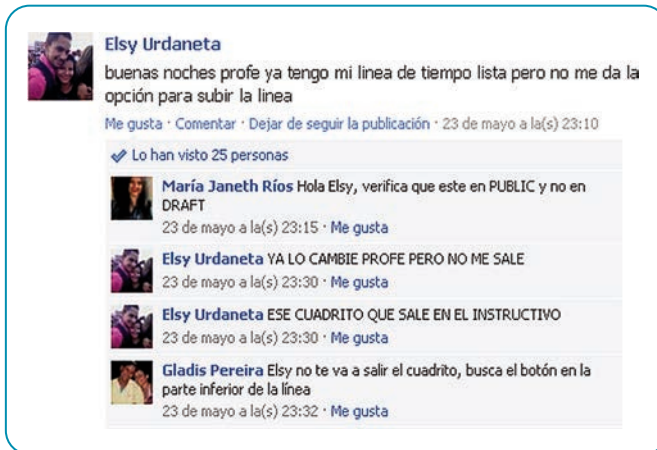 Elsy Urdaneta
buenas noches profe ya tengo mi linea de tiempo lista pero no me da la
opción para subir la linea
Me gusta · Comentar · Dejar de seguir la publicación · 23 de mayo a la(s) 23:10
Lo han visto 25 personas
María Janeth Ríos Hola Elsy, verifica que este en PUBLIC y no en
DRAFT
23 de mayo a la(s) 23:15 · Me gusta
Elsy Urdaneta YA LO CAMBIE PROFE PERO NO ME SALE
23 de mayo a la(s) 23:30 · Me gusta
Elsy Urdaneta ESE CUADRITO QUE SALE EN EL INSTRUCTIVO
23 de mayo a la(s) 23:30 · Me gusta
Gladis Pereira Elsy no te va a salir el cuadrito, busca el botón en la
parte inferior de la línea
23 de mayo a la(s) 23:32 · Me gusta